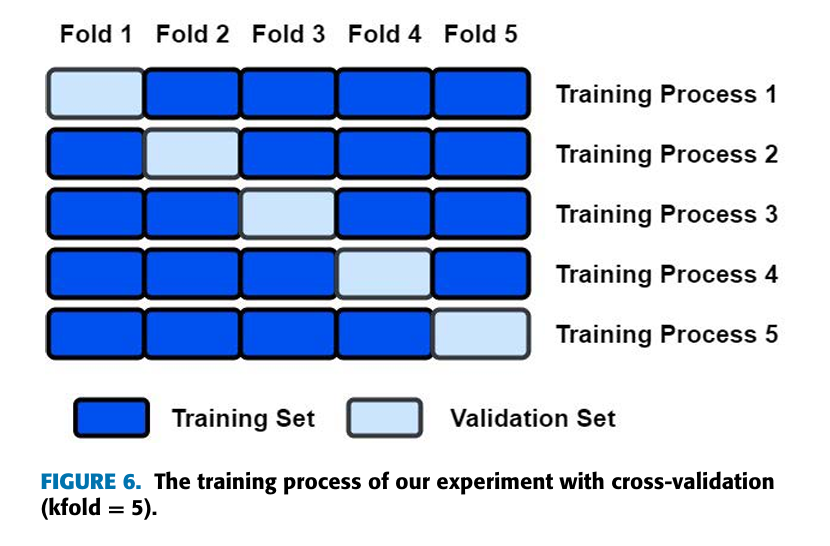 Fold 1 Fold 2 Fold 3 Fold 4 Fold 5
Training Process 1
Training Process 2
Training Process 3
Training Process 4
Training Process 5
Training Set Validation Set
FIGURE 6. The training process of our experiment with cross-validation
(kfold = 5).